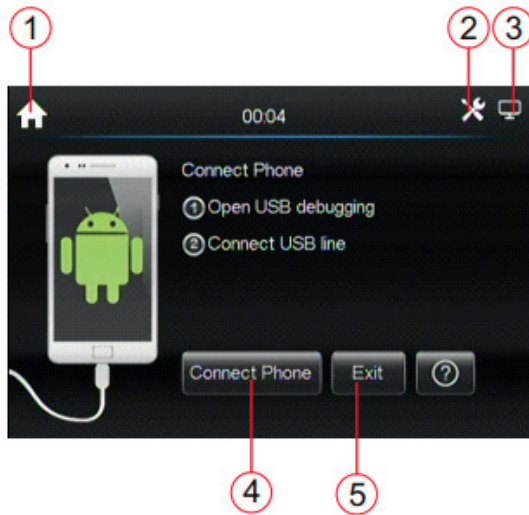 1 2 3
00:04
Connect Phone
1 Open USB debugging
2 Connect USB line
Connect Phone Exit ?
4 5